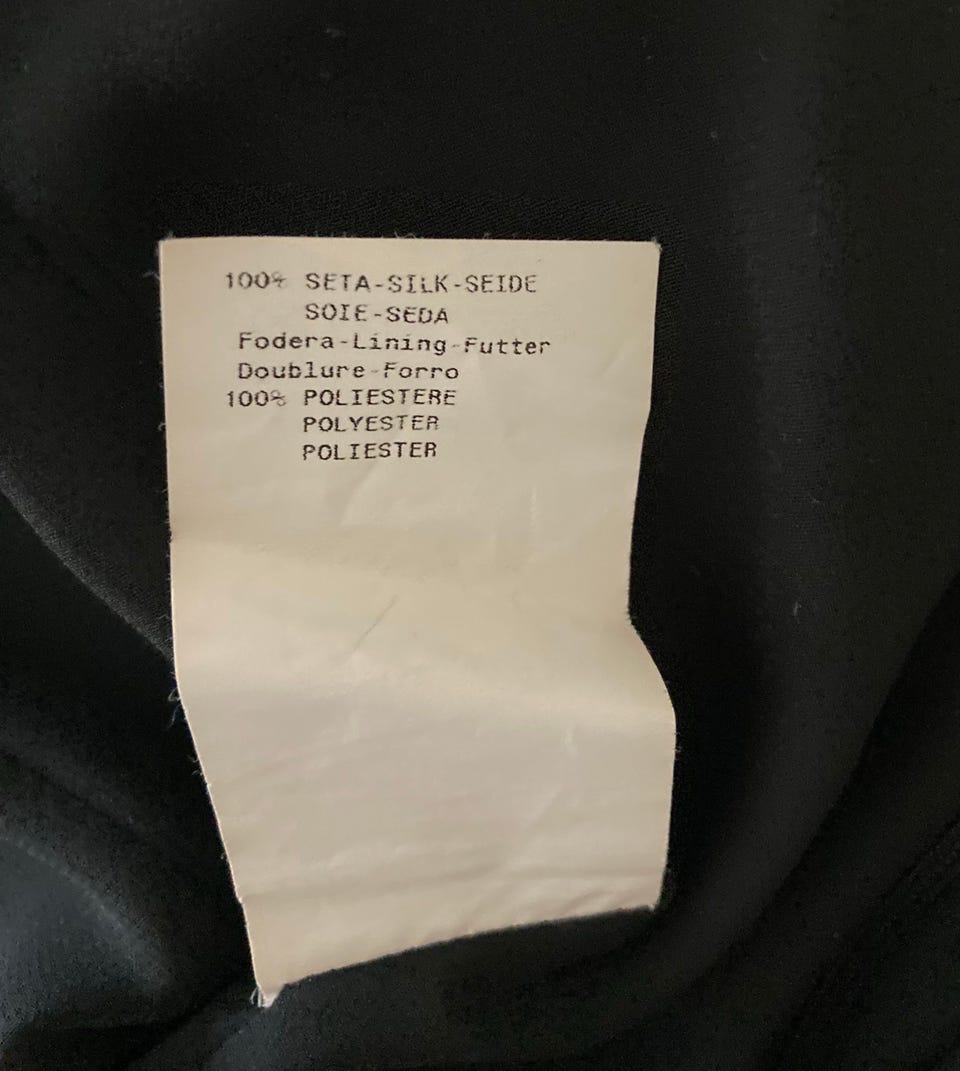 100% SETA-SILK-SEIDE
SOIE-SEDA
Fodera-Lining-Futter
Doublure-Forro
100% POLIESTERE
POLYESTER
POLIESTER